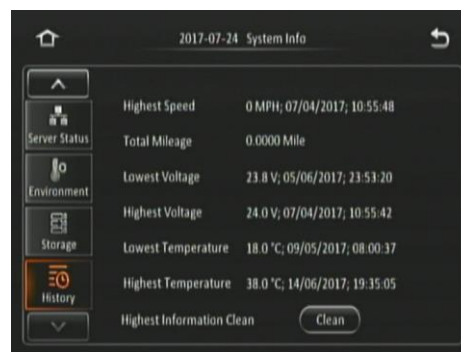 2017-07-24 System Info
Server Status
Environment
Storage
History
Highest Speed 0 MPH; 07/04/2017; 10:55:48
Total Mileage 0.0000 Mile
Lowest Voltage 23.8 V; 05/06/2017; 23:53:20
Highest Voltage 24.0 V; 07/04/2017; 10:55:42
Lowest Temperature 18.0 °C; 09/05/2017; 08:00:37
Highest Temperature 38.0 °C; 14/06/2017; 19:35:05
Highest Information Clean Clean